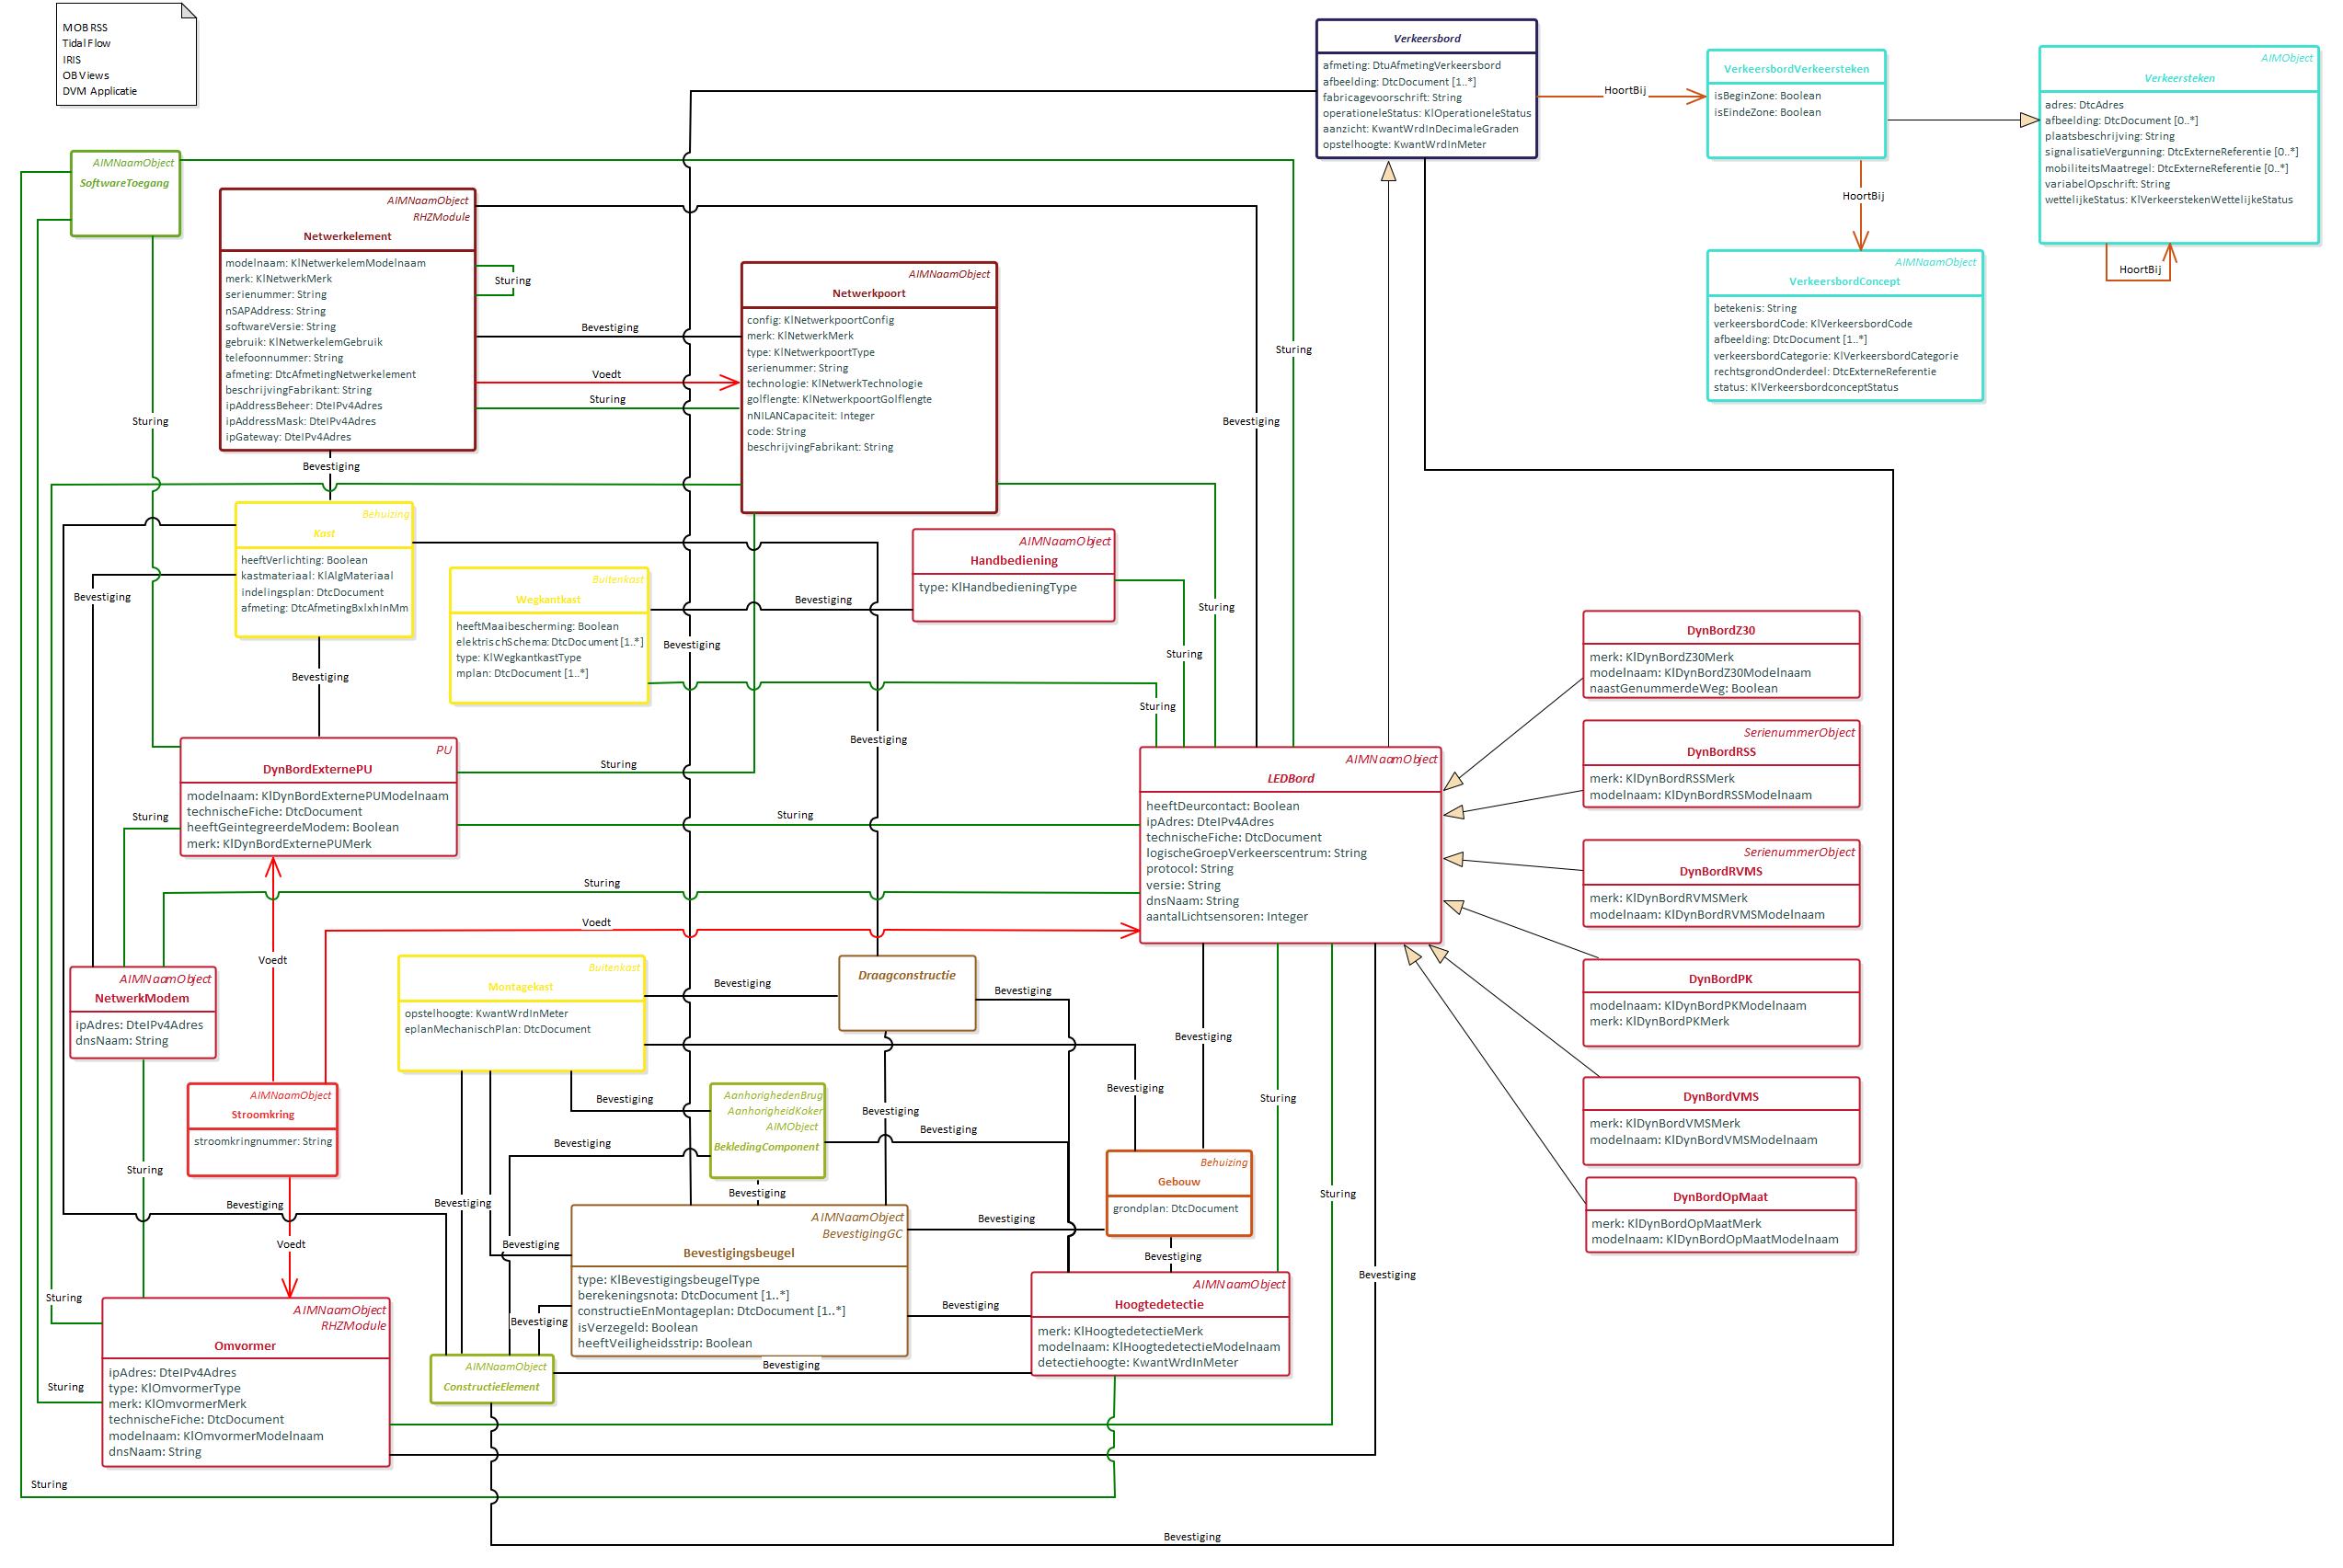 MOB RSS
Tidal Flow
IRIS
OB Views
DVM Applicatie
Verkeersbord
afmeting: DtuAfmetingVerkeersbord
afbeelding: DtcDocument [1..*]
fabricagevoorschrift: String
operationeleStatus: KlOperationeleStatus
aanzicht: KwantWrdInDecimaleGraden
opstelhoogte: KwantWrdInMeter
HoortBij
VerkeersbordVerkeersteken
isBeginZone: Boolean
isEindeZone: Boolean
AIMObject
Verkeersteken
adres: DtcAdres
afbeelding: DtcDocument [0..*]
plaatsbeschrijving: String
signalisatieVergunning: DtcExterneReferentie [0..*]
mobiliteitsMaatregel: DtcExterneReferentie [0..*]
variabelOpschrift: String
wettelijkeStatus: KlVerkeerstekenWettelijkeStatus
HoortBij
HoortBij
AIMNaamObject
VerkeersbordConcept
betekenis: String
verkeersbordCode: KlVerkeersbordCode
afbeelding: DtcDocument [1..*]
verkeersbordCategorie: KlVerkeersbordCategorie
rechtsgrondOnderdeel: DtcExterneReferentie
status: KlVerkeersbordconceptStatus
AIMNaamObject
SoftwareToegang
AIMNaamObject
RHZModule
Netwerkelement
modelnaam: KlNetwerkelemModelnaam
merk: KlNetwerkMerk
serienummer: String
nSAPAddress: String
softwareVersie: String
gebruik: KlNetwerkelemGebruik
telefoonnummer: String
afmeting: DtcAfmetingNetwerkelement
beschrijvingFabrikant: String
ipAddressBeheer: DteIPv4Adres
ipAddressMask: DteIPv4Adres
ipGateway: DteIPv4Adres
Sturing
Bevestiging
Voedt
Sturing
AIMNaamObject
Netwerkpoort
config: KlNetwerkpoortConfig
merk: KlNetwerkMerk
type: KlNetwerkpoortType
serienummer: String
technologie: KlNetwerkTechnologie
golflengte: KlNetwerkpoortGolflengte
nNILANCapaciteit: Integer
code: String
beschrijvingFabrikant: String
Sturing
Bevestiging
Sturing
Bevestiging
Behuizing
Kast
heeftVerlichting: Boolean
kastmateriaal: KlAlgMateriaal
indelingsplan: DtcDocument
afmeting: DtcAfmetingBxlxhInMm
Bevestiging
Buitenkast
Wegkantkast
heeftMaaibescherming: Boolean
elektrischSchema: DtcDocument [1..*]
type: KlWegkantkastType
mplan: DtcDocument [1..*]
Bevestiging
Bevestiging
AIMNaamObject
Handbediening
type: KlHandbedieningType
Sturing
Sturing
Sturing
Bevestiging
Bevestiging
PU
DynBordExternePU
modelnaam: KlDynBordExternePUModelnaam
technischeFiche: DtcDocument
heeftGeintegreerdeModem: Boolean
merk: KlDynBordExternePUMerk
Sturing
Sturing
Sturing
Sturing
Voedt
Voedt
AIMNaamObject
LEDBord
heeftDeurcontact: Boolean
ipAdres: DteIPv4Adres
technischeFiche: DtcDocument
logischeGroepVerkeerscentrum: String
protocol: String
versie: String
dnsNaam: String
aantalLichtsensoren: Integer
DynBordZ30
merk: KlDynBordZ30Merk
modelnaam: KlDynBordZ30Modelnaam
naastGenummerdeWeg: Boolean
SerienummerObject
DynBordRSS
merk: KlDynBordRSSMerk
modelnaam: KlDynBordRSSModelnaam
SerienummerObject
DynBordRVMS
merk: KlDynBordRVMSMerk
modelnaam: KlDynBordRVMSModelnaam
DynBordPK
modelnaam: KlDynBordPKModelnaam
merk: KlDynBordPKMerk
DynBordVMS
merk: KlDynBordVMSMerk
modelnaam: KlDynBordVMSModelnaam
DynBordOpMaat
merk: KlDynBordOpMaatMerk
modelnaam: KlDynBordOpMaatModelnaam
AIMNaamObject
NetwerkModem
ipAdres: DteIPv4Adres
dnsNaam: String
AIMNaamObject
Stroomkring
stroomkringnummer: String
Buitenkast
Montagekast
opstelhoogte: KwantWrdInMeter
eplanMechanischPlan: DtcDocument
Bevestiging
Draagconstructie
Bevestiging
Bevestiging
Bevestiging
Bevestiging
Bevestiging
Sturing
AanhorighedenBrug
AanhorigheidKoker
AIMObject
BekledingComponent
Bevestiging
Bevestiging
Bevestiging
Bevestiging
Sturing
Bevestiging
Voedt
Behuizing
Gebouw
grondplan: DtcDocument
Bevestiging
Bevestiging
Bevestiging
Sturing
Bevestiging
AIMNaamObject
BevestigingGC
Bevestigingsbeugel
type: KlBevestigingsbeugelType
berekeningsnota: DtcDocument [1..*]
constructieEnMontageplan: DtcDocument [1..*]
isVerzegeld: Boolean
heeftVeiligheidsstrip: Boolean
Bevestiging
Bevestiging
Bevestiging
AIMNaamObject
Hoogtedetectie
merk: KlHoogtedetectieMerk
modelnaam: KlHoogtedetectieModelnaam
detectiehoogte: KwantWrdInMeter
AIMNaamObject
ConstructieElement
Sturing
Sturing
AIMNaamObject
RHZModule
Omvormer
ipAdres: DteIPv4Adres
type: KlOmvormerType
merk: KlOmvormerMerk
technischeFiche: DtcDocument
modelnaam: KlOmvormerModelnaam
dnsNaam: String
Sturing
Bevestiging